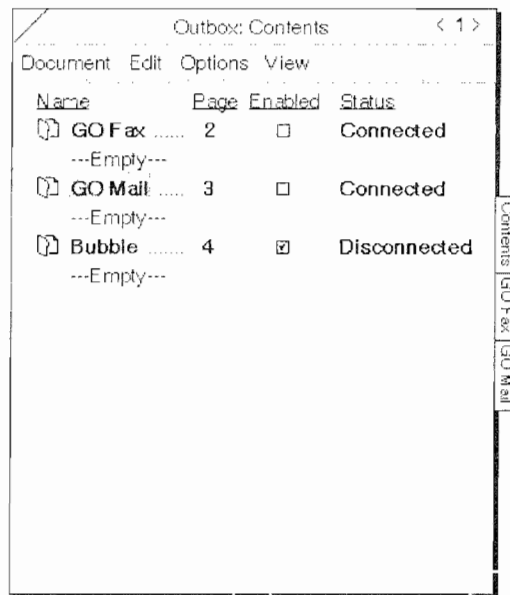 Outbox: Contents < 1 >
Document Edit Options View
Name Page Enabled Status
GO Fax ...... 2 Connected
---Empty---
GO Mail ..... 3 Connected
---Empty---
Bubble ....... 4 Disconnected
---Empty---
Contents
GO Fax
GO Mail